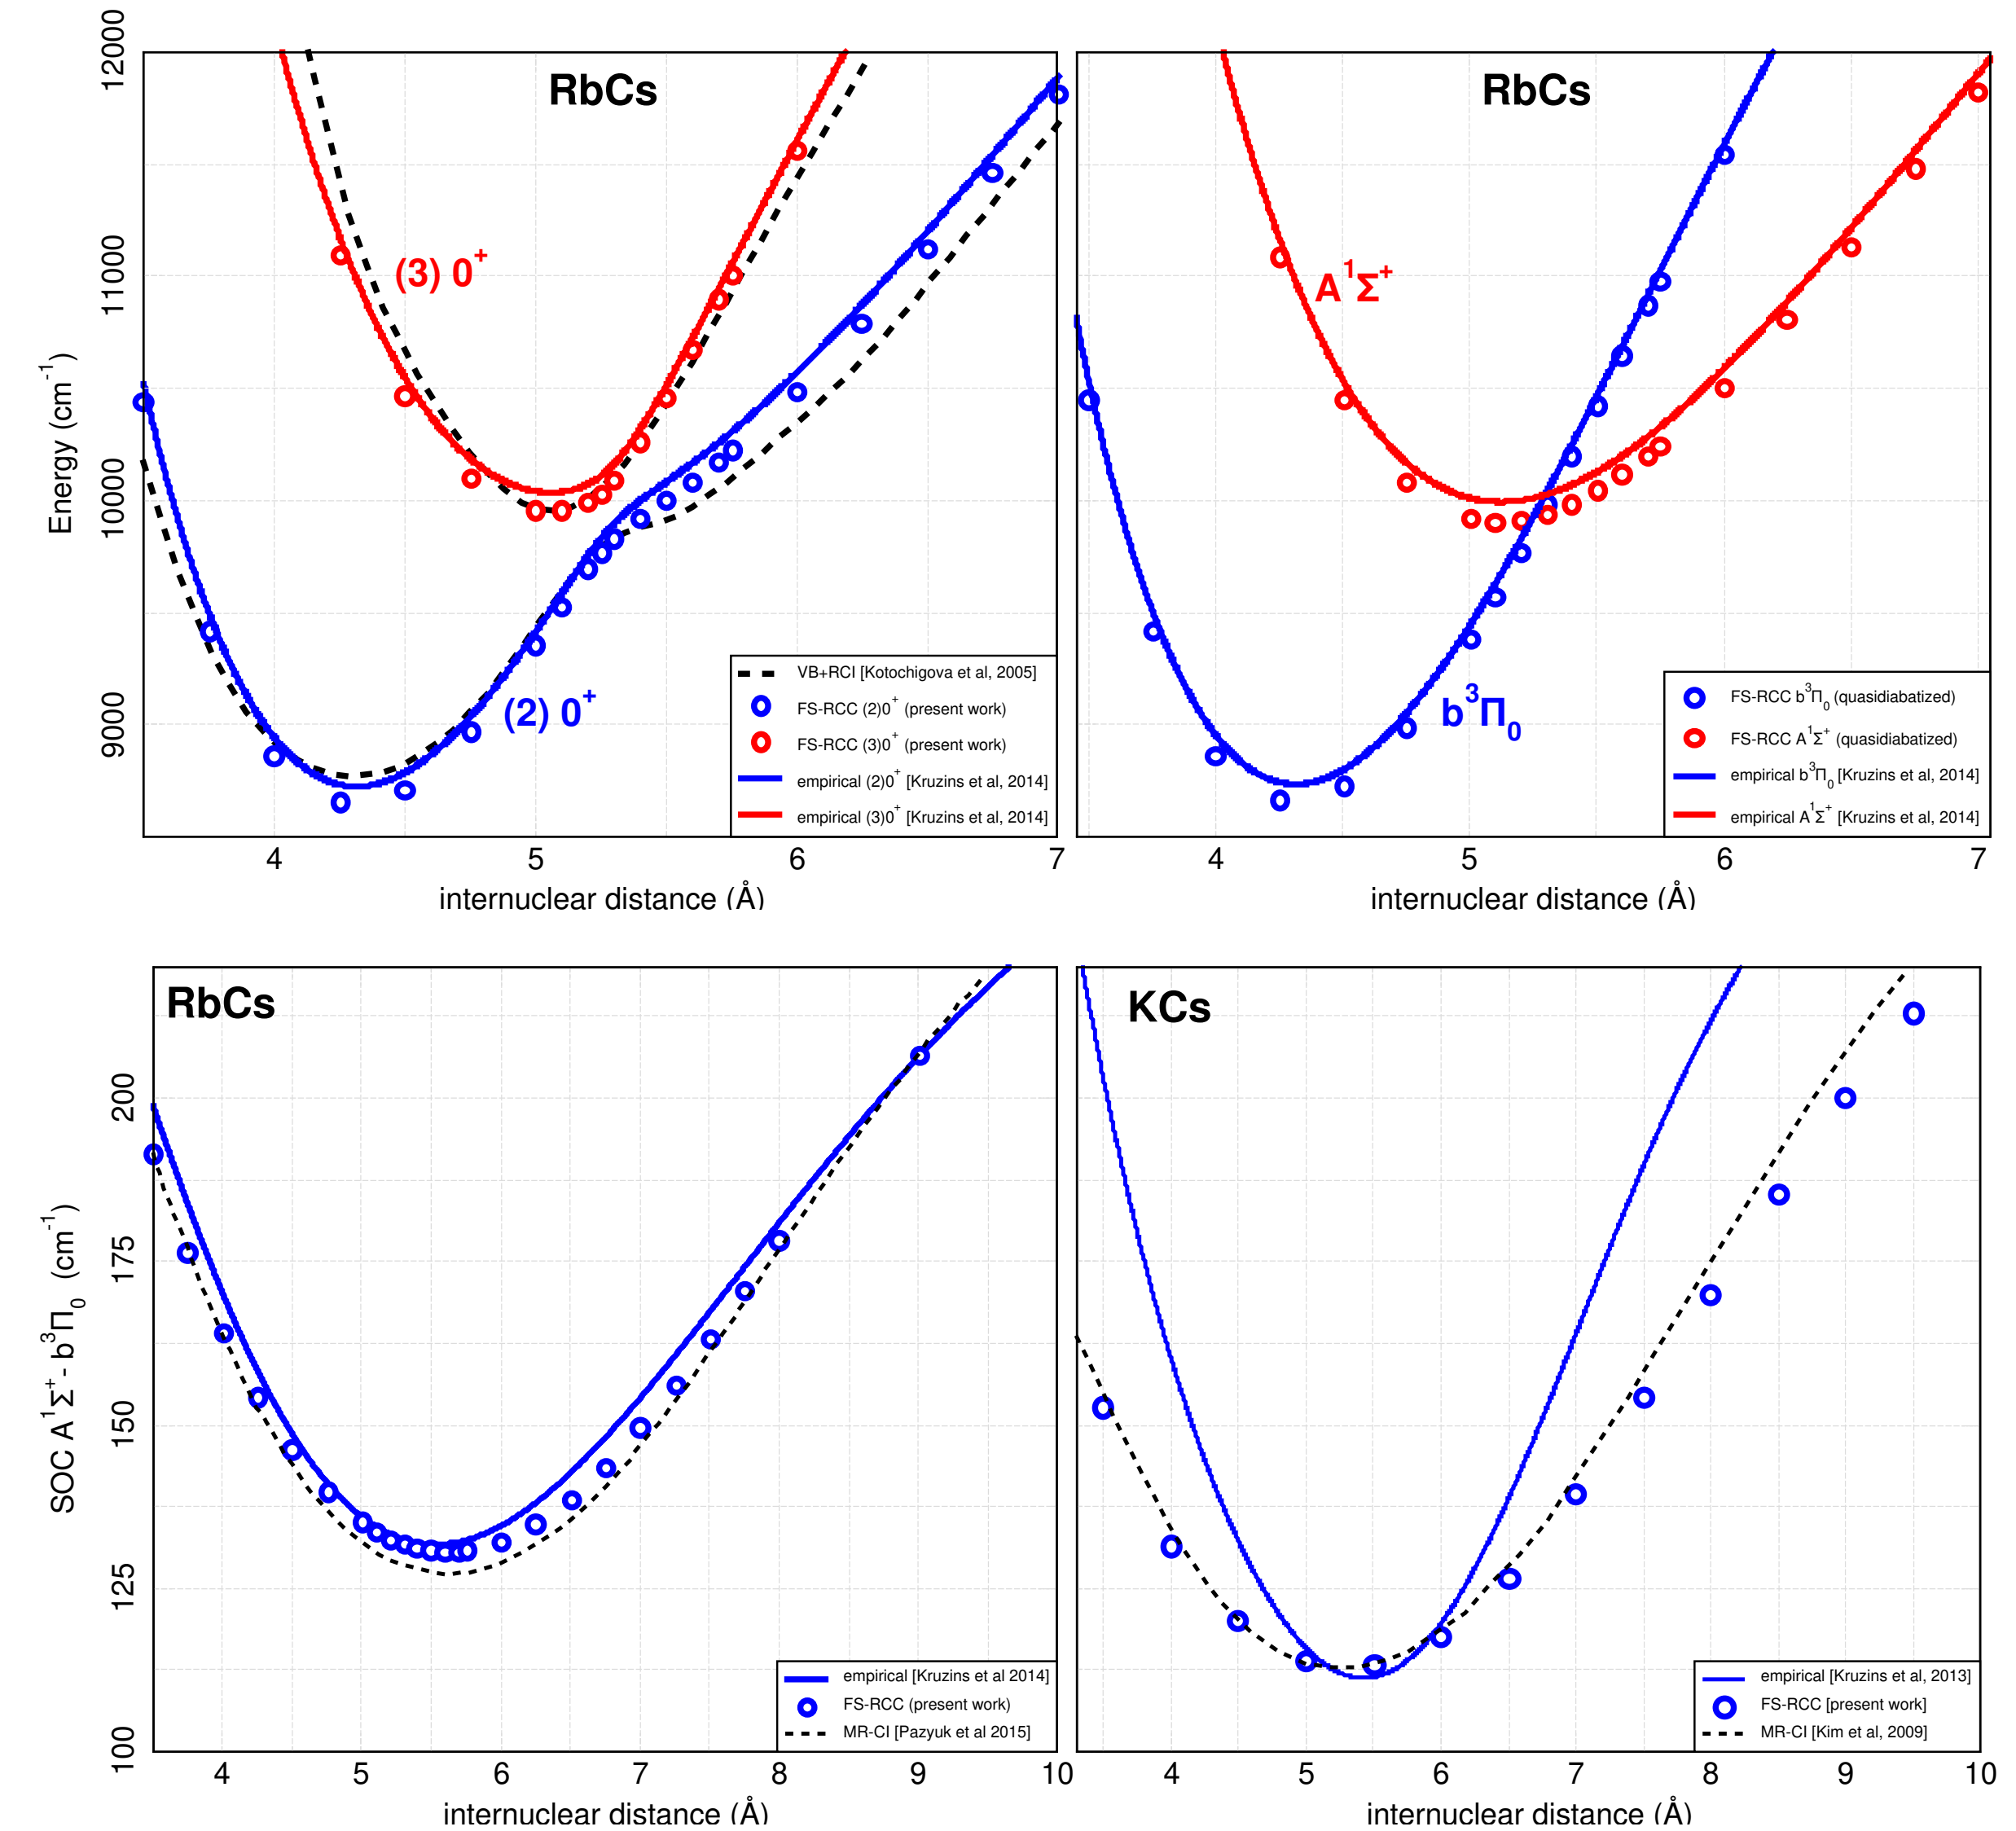 RbCs
Energy (cm⁻¹)
12000
11000
10000
9000
(3) 0⁺
(2) 0⁺
VB+RCI [Kotochigova et al, 2005]
FS-RCC (2)0⁺ (present work)
FS-RCC (3)0⁺ (present work)
empirical (2)0⁺ [Kruzins et al, 2014]
empirical (3)0⁺ [Kruzins et al, 2014]
4 5 6 7
internuclear distance (Å)
RbCs
A¹Σ⁺
b³Π₀
FS-RCC b³Π₀ (quasidiabatized)
FS-RCC A¹Σ⁺ (quasidiabatized)
empirical b³Π₀ [Kruzins et al, 2014]
empirical A¹Σ⁺ [Kruzins et al, 2014]
4 5 6 7
internuclear distance (Å)
RbCs
SOC A¹Σ⁺ - b³Π₀ (cm⁻¹)
200
175
150
125
100
empirical [Kruzins et al 2014]
FS-RCC (present work)
MR-CI [Pazyuk et al 2015]
4 5 6 7 8 9 10
internuclear distance (Å)
KCs
empirical [Kruzins et al, 2013]
FS-RCC [present work]
MR-CI [Kim et al, 2009]
4 5 6 7 8 9 10
internuclear distance (Å)